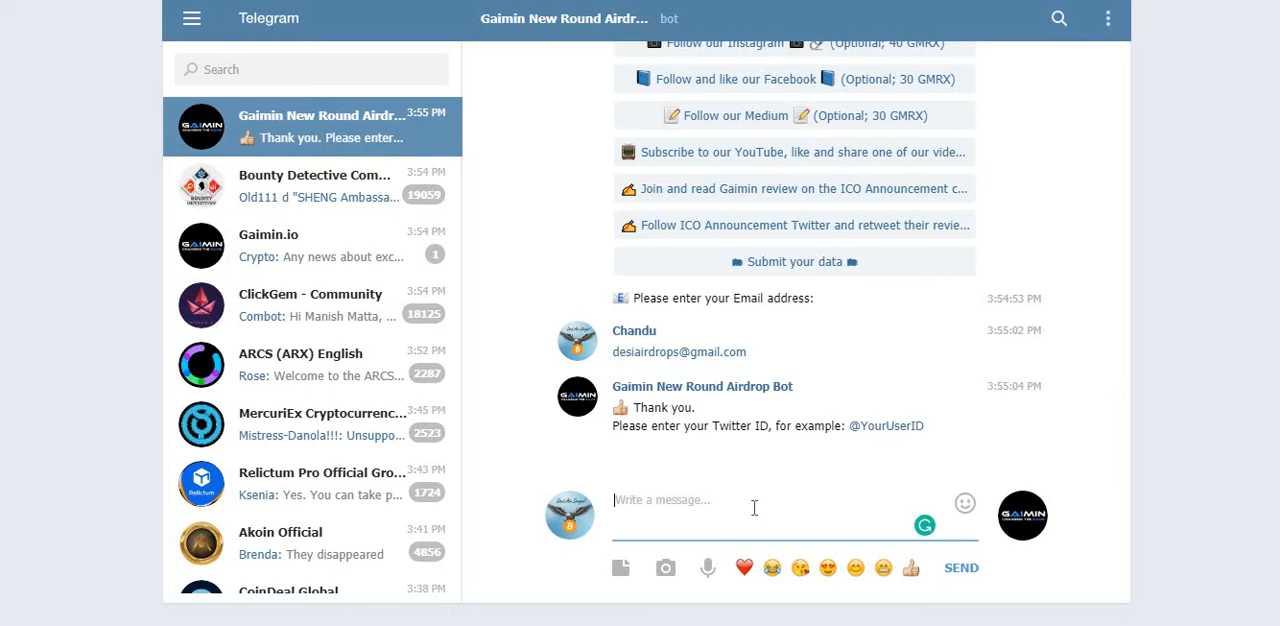 Telegram
Gaimin New Round Airdr... bot
Search
Gaimin New Round Airdr... 3:55 PM
👍 Thank you. Please enter...
Bounty Detective Com... 3:54 PM
Old111 d "SHENG Ambassa... 19059
Gaimin.io 3:54 PM
Crypto: Any news about exc... 1
ClickGem - Community 3:54 PM
Combot: Hi Manish Matta, ... 18125
ARCS (ARX) English 3:52 PM
Rose: Welcome to the ARCS... 2287
MercuriEx Cryptocurrenc... 3:45 PM
Mistress-Danola!!!: Unsuppo... 2523
Relictum Pro Official Gro... 3:43 PM
Ksenia: Yes. You can take p... 1724
Akoin Official 3:41 PM
Brenda: They disappeared 4856
CoinDeal Global 3:38 PM
Follow our Instagram (Optional; 40 GMRX)
Follow and like our Facebook (Optional; 30 GMRX)
Follow our Medium (Optional; 30 GMRX)
Subscribe to our YouTube, like and share one of our vide...
Join and read Gaimin review on the ICO Announcement c...
Follow ICO Announcement Twitter and retweet their revie...
Submit your data
Please enter your Email address: 3:54:53 PM
Chandu 3:55:02 PM
desiairdrops@gmail.com
Gaimin New Round Airdrop Bot 3:55:04 PM
👍 Thank you.
Please enter your Twitter ID, for example: @YourUserID
Write a message...
SEND
GAIMIN
GAIMIN
GAIMIN
GAIMIN
Relictum